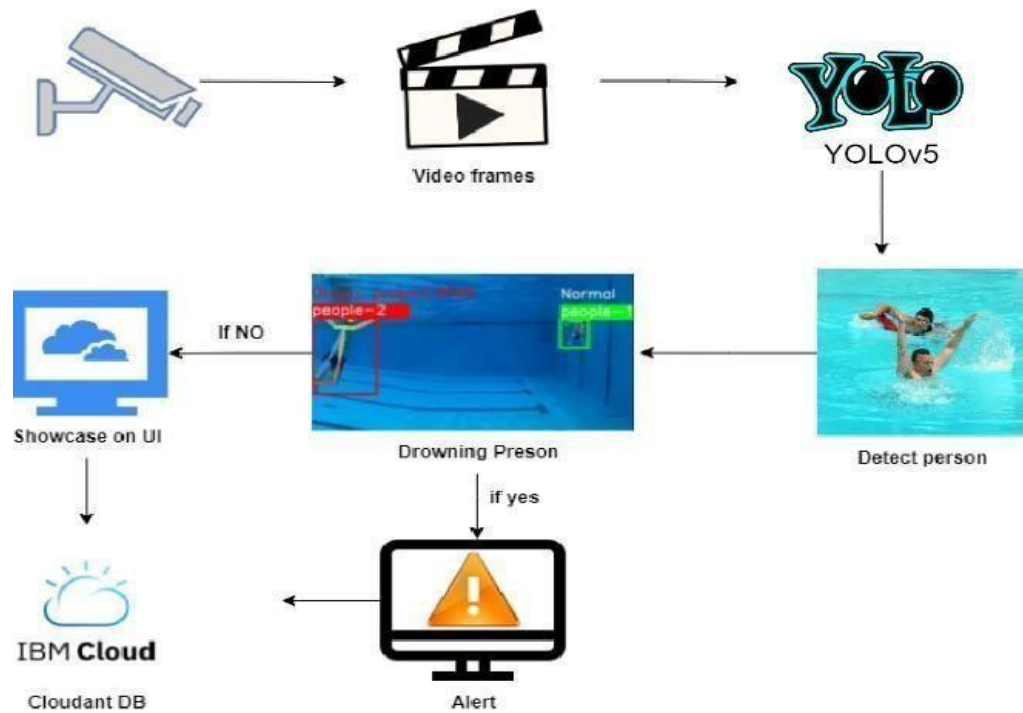 Video frames
YOLO
YOLOv5
If NO
people-2
Normal
people-1
Showcase on UI
Drowning Preson
Detect person
if yes
IBM Cloud
Cloudant DB
Alert